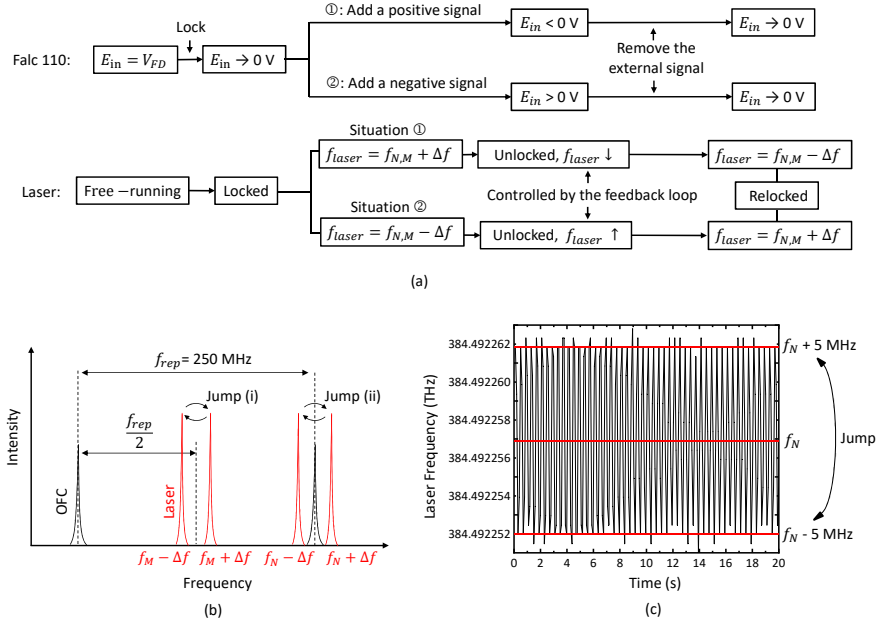 ①: Add a positive signal
Lock
Falc 110:
E_in = V_FD
E_in → 0 V
E_in < 0 V
E_in → 0 V
Remove the
external signal
②: Add a negative signal
E_in > 0 V
E_in → 0 V
Situation ①
f_laser = f_N,M + Δf
Unlocked, f_laser ↓
f_laser = f_N,M − Δf
Laser:
Free −running
Locked
Controlled by the feedback loop
Relocked
Situation ②
f_laser = f_N,M − Δf
Unlocked, f_laser ↑
f_laser = f_N,M + Δf
(a)
f_rep = 250 MHz
Jump (i)
Jump (ii)
f_rep
2
Intensity
OFC
Laser
f_M − Δf
f_M + Δf
f_N − Δf
f_N + Δf
Frequency
(b)
384.492262
384.492260
384.492258
384.492256
384.492254
384.492252
Laser Frequency (THz)
f_N + 5 MHz
f_N
Jump
f_N - 5 MHz
0 2 4 6 8 10 12 14 16 18 20
Time (s)
(c)